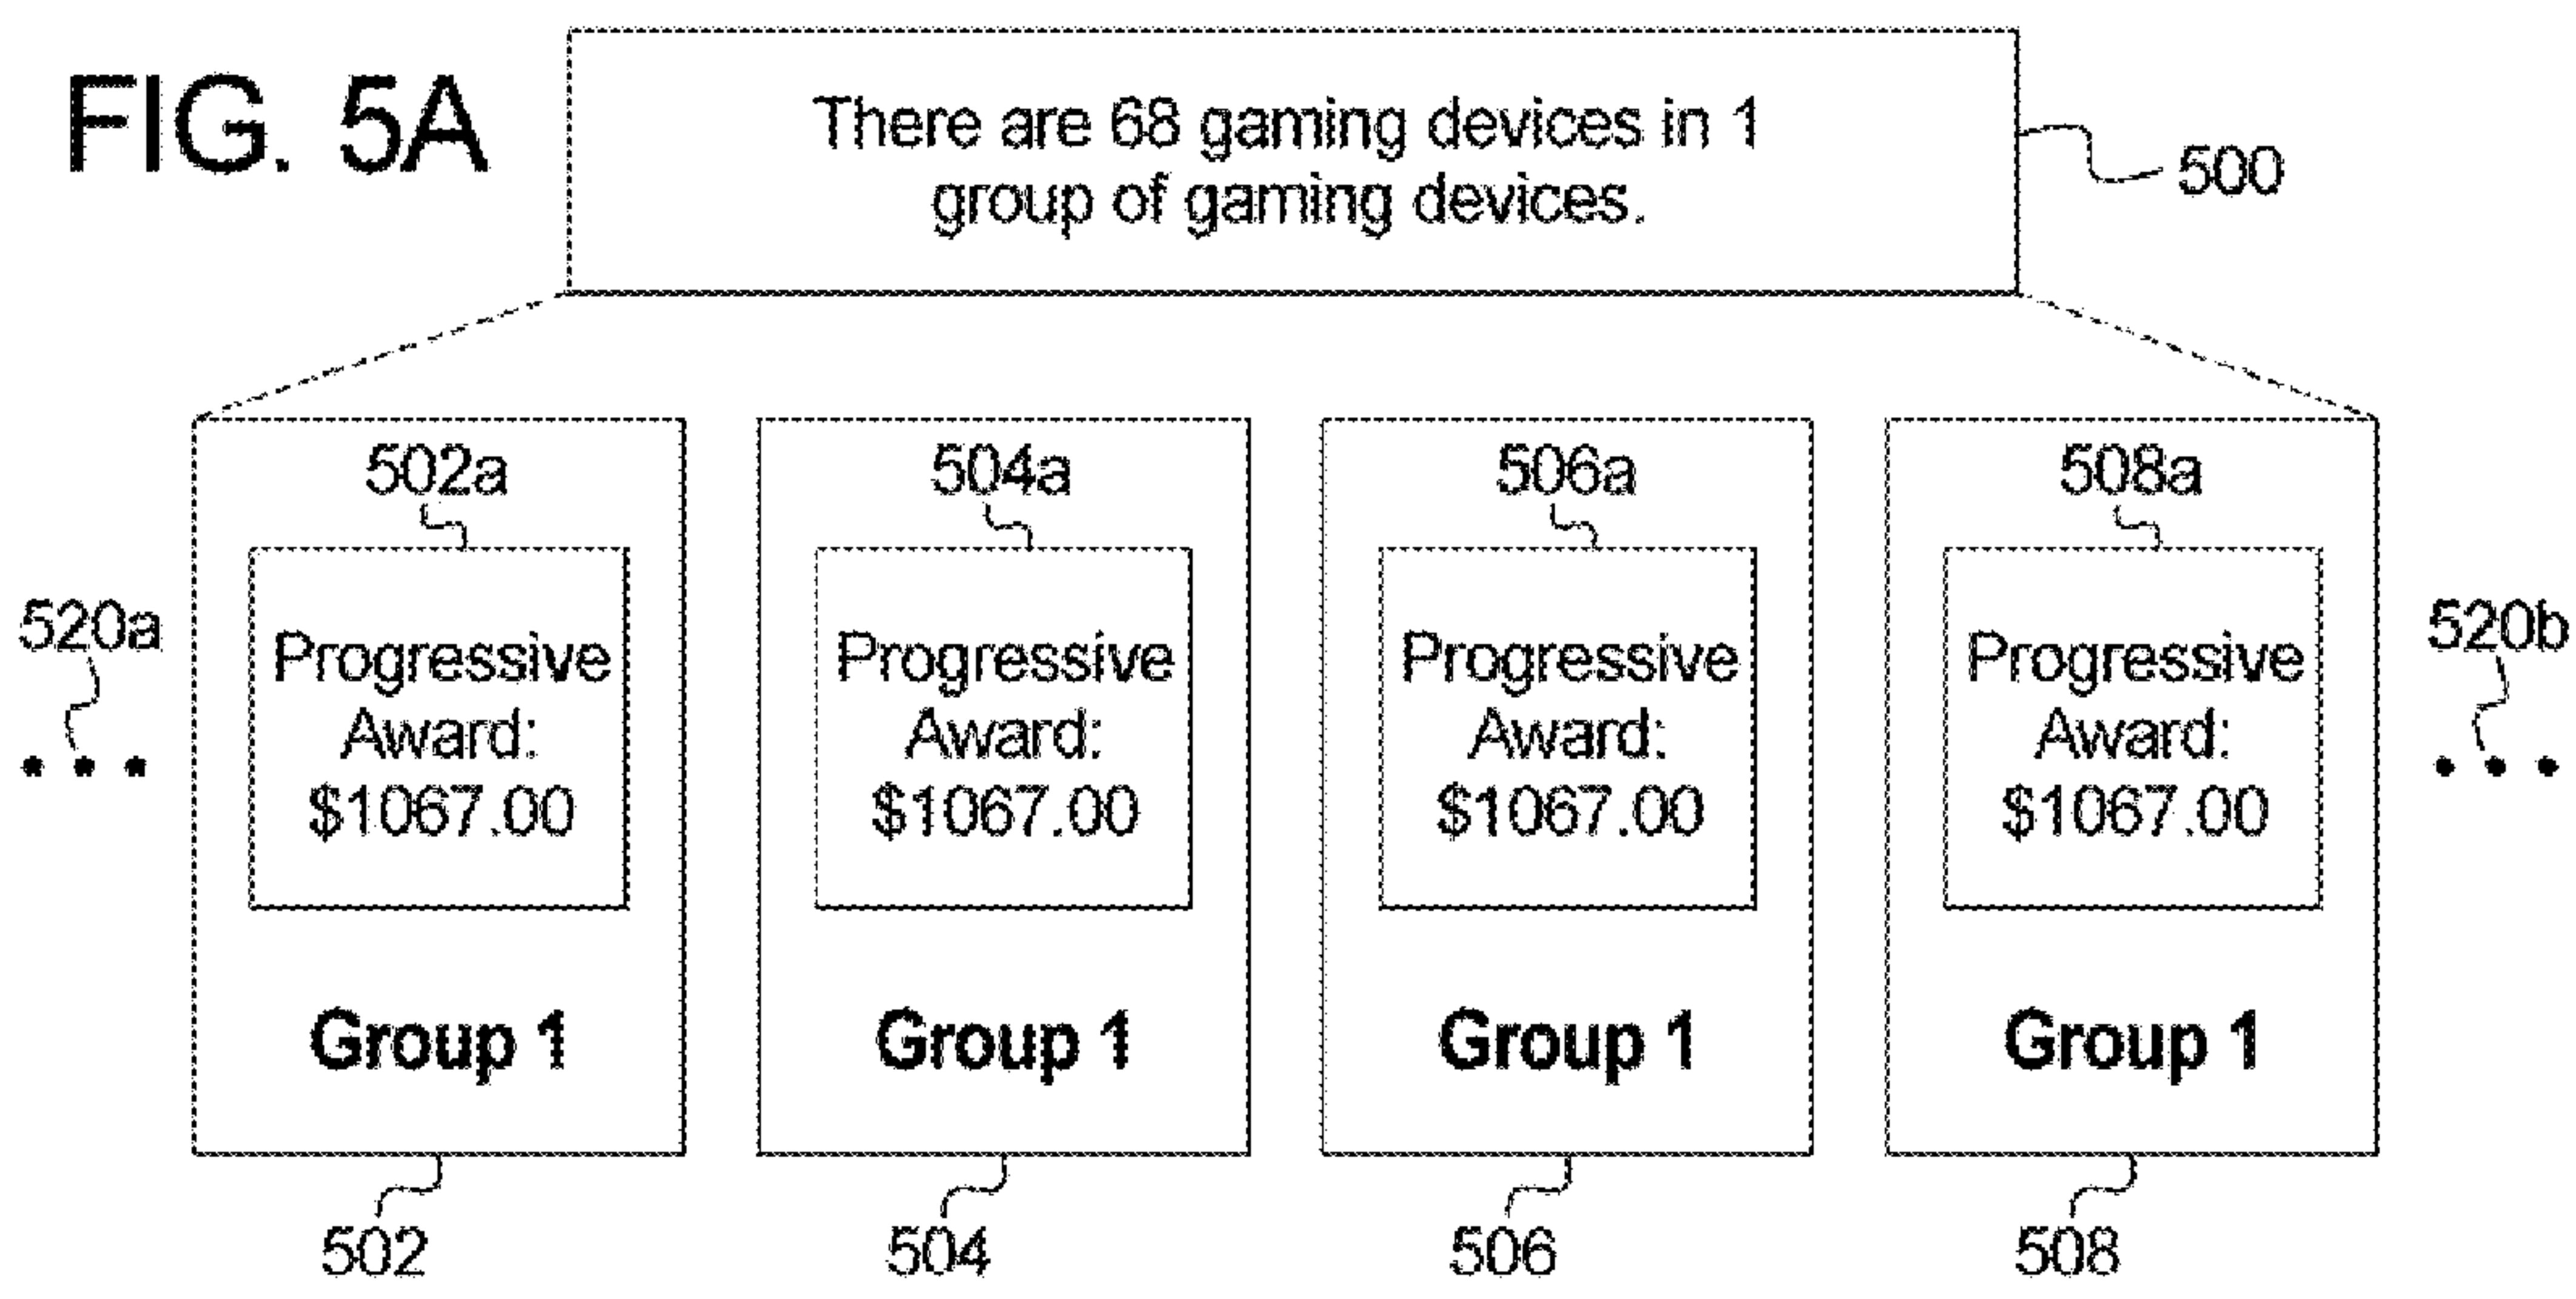 FIG. 5A
There are 68 gaming devices in 1
group of gaming devices.
500
502a
504a
506a
508a
520a
520b
Progressive
Award:
$1067.00
Progressive
Award:
$1067.00
Progressive
Award:
$1067.00
Progressive
Award:
$1067.00
Group 1
Group 1
Group 1
Group 1
502
504
506
508